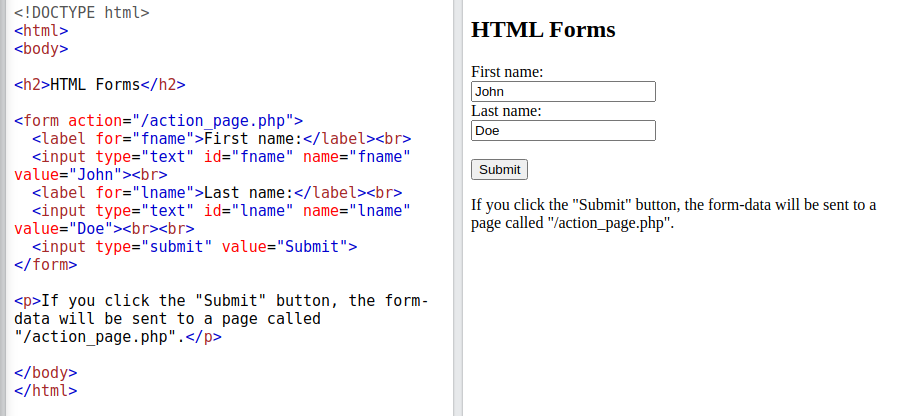 <!DOCTYPE html>
<html>
<body>
<h2>HTML Forms</h2>
<form action="/action_page.php">
  <label for="fname">First name:</label><br>
  <input type="text" id="fname" name="fname"
value="John"><br>
  <label for="lname">Last name:</label><br>
  <input type="text" id="lname" name="lname"
value="Doe"><br><br>
  <input type="submit" value="Submit">
</form>
<p>If you click the "Submit" button, the form-
data will be sent to a page called
"/action_page.php".</p>
</body>
</html>
HTML Forms
First name:
John
Last name:
Doe
Submit
If you click the "Submit" button, the form-data will be sent to a
page called "/action_page.php".